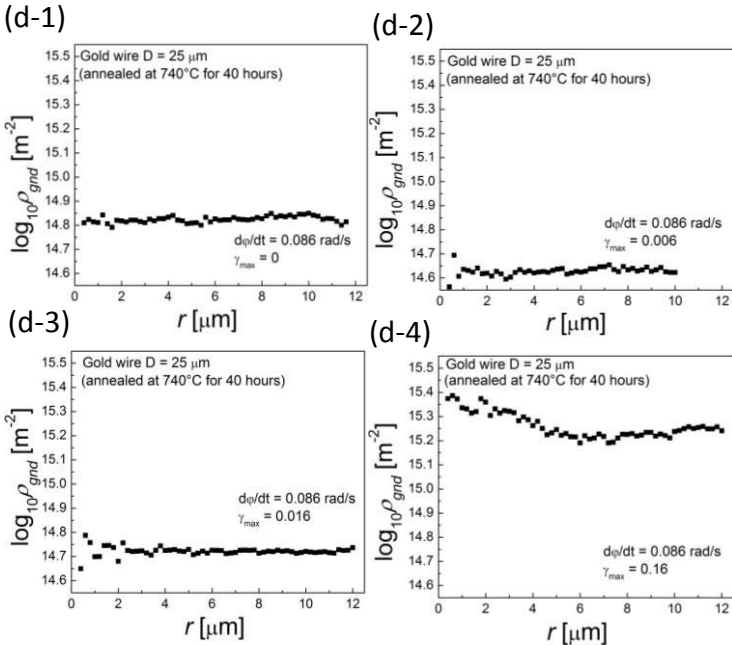 (d-1)
15.5
15.4
15.3
15.2
15.1
15.0
14.9
14.8
14.7
14.6
log₁₀ρgnd [m⁻²]
Gold wire D = 25 μm
(annealed at 740°C for 40 hours)
dφ/dt = 0.086 rad/s
γmax = 0
0 2 4 6 8 10 12
r [μm]
(d-2)
15.5
15.4
15.3
15.2
15.1
15.0
14.9
14.8
14.7
14.6
log₁₀ρgnd [m⁻²]
Gold wire D = 25 μm
(annealed at 740°C for 40 hours)
dφ/dt = 0.086 rad/s
γmax = 0.006
0 2 4 6 8 10 12
r [μm]
(d-3)
15.5
15.4
15.3
15.2
15.1
15.0
14.9
14.8
14.7
14.6
log₁₀ρgnd [m⁻²]
Gold wire D = 25 μm
(annealed at 740°C for 40 hours)
dφ/dt = 0.086 rad/s
γmax = 0.016
0 2 4 6 8 10 12
r [μm]
(d-4)
15.5
15.4
15.3
15.2
15.1
15.0
14.9
14.8
14.7
14.6
log₁₀ρgnd [m⁻²]
Gold wire D = 25 μm
(annealed at 740°C for 40 hours)
dφ/dt = 0.086 rad/s
γmax = 0.16
0 2 4 6 8 10 12
r [μm]